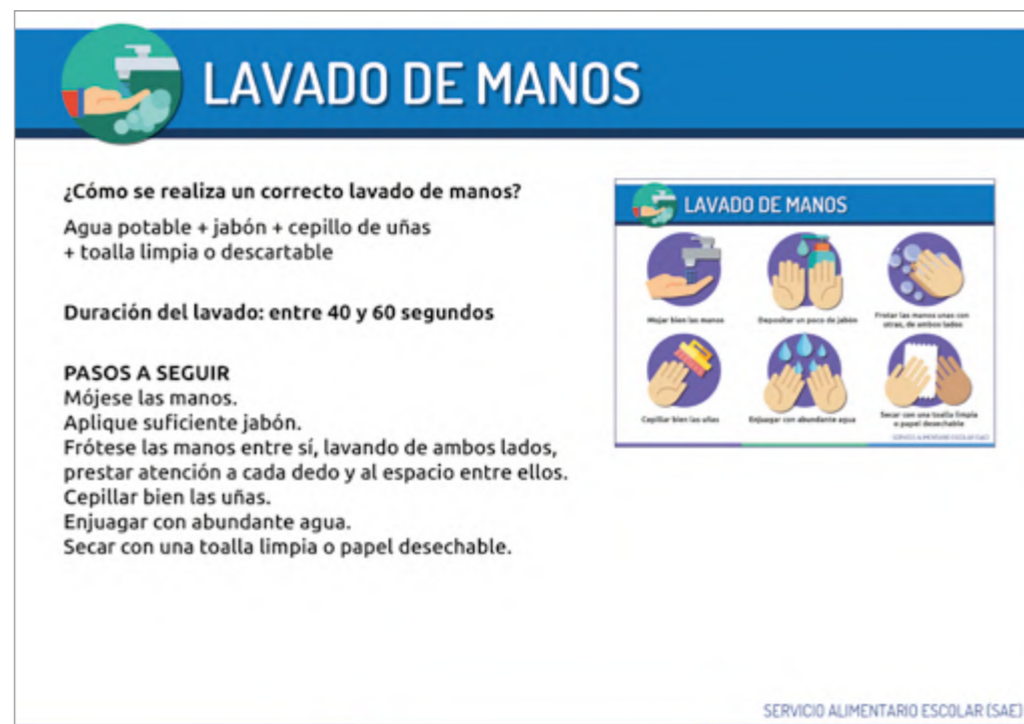 LAVADO DE MANOS
¿Cómo se realiza un correcto lavado de manos?
Agua potable + jabón + cepillo de uñas
+ toalla limpia o descartable
Duración del lavado: entre 40 y 60 segundos
PASOS A SEGUIR
Mójese las manos.
Aplique suficiente jabón.
Frótese las manos entre sí, lavando de ambos lados,
prestar atención a cada dedo y al espacio entre ellos.
Cepillar bien las uñas.
Enjuagar con abundante agua.
Secar con una toalla limpia o papel desechable.
LAVADO DE MANOS
Mojar bien las manos
Depositar un poco de jabón
Frotar las manos unas con
otras, de ambos lados
Cepillar bien las uñas
Enjuagar con abundante agua
Secar con una toalla limpia
o papel desechable
SERVICIO ALIMENTARIO ESCOLAR (SAE)
SERVICIO ALIMENTARIO ESCOLAR (SAE)